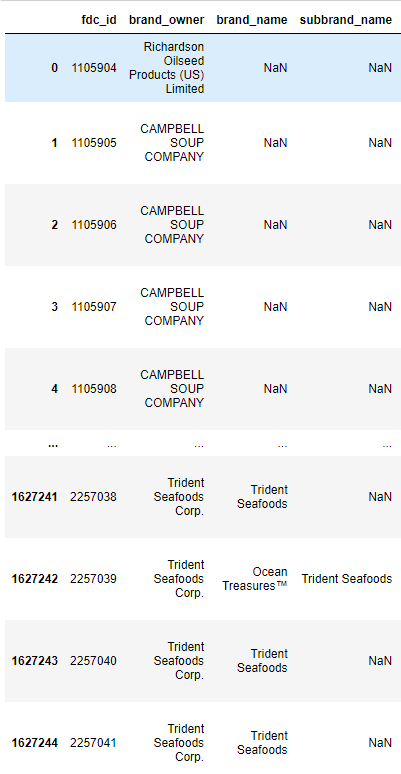 fdc_id brand_owner brand_name subbrand_name
Richardson
Oilseed
0 1105904 Products (US) NaN NaN
Limited
CAMPBELL
1 1105905 SOUP NaN NaN
COMPANY
CAMPBELL
2 1105906 SOUP NaN NaN
COMPANY
CAMPBELL
3 1105907 SOUP NaN NaN
COMPANY
CAMPBELL
4 1105908 SOUP NaN NaN
COMPANY
... ... ... ... ...
Trident Trident
1627241 2257038 Seafoods Seafoods NaN
Corp.
Trident Ocean
1627242 2257039 Seafoods Treasures™ Trident Seafoods
Corp.
Trident Trident
1627243 2257040 Seafoods Seafoods NaN
Corp.
Trident Trident
1627244 2257041 Seafoods Seafoods NaN
Corp.